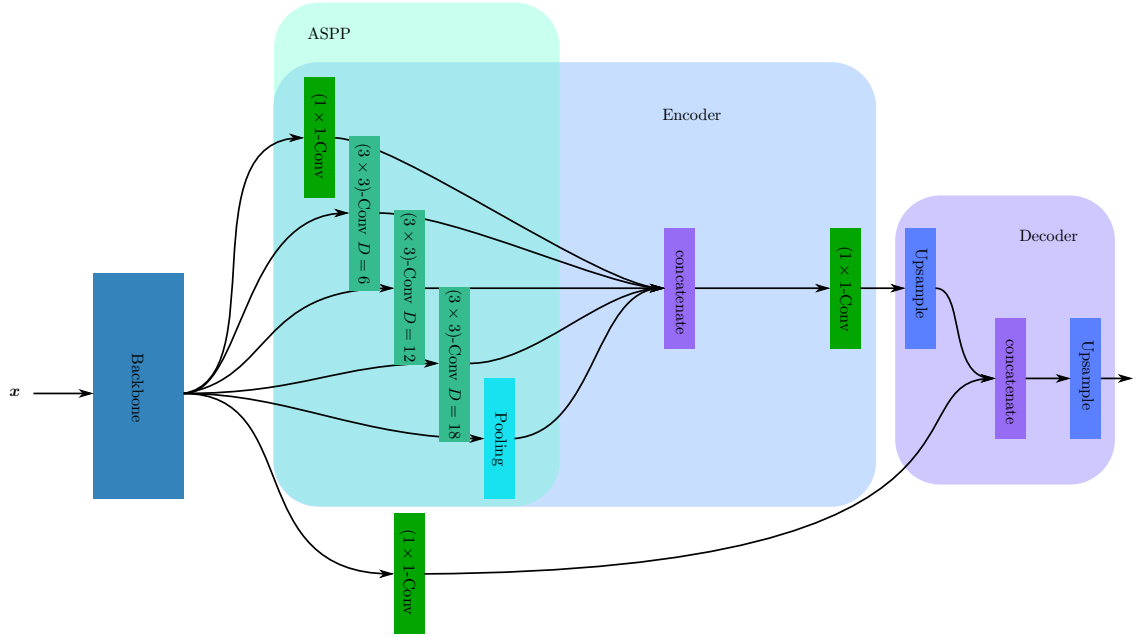 ASPP
Encoder
Decoder
x
Backbone
(1 × 1-Conv
(3 × 3)-Conv D = 6
(3 × 3)-Conv D = 12
(3 × 3)-Conv D = 18
Pooling
concatenate
(1 × 1-Conv
Upsample
concatenate
Upsample
(1 × 1-Conv